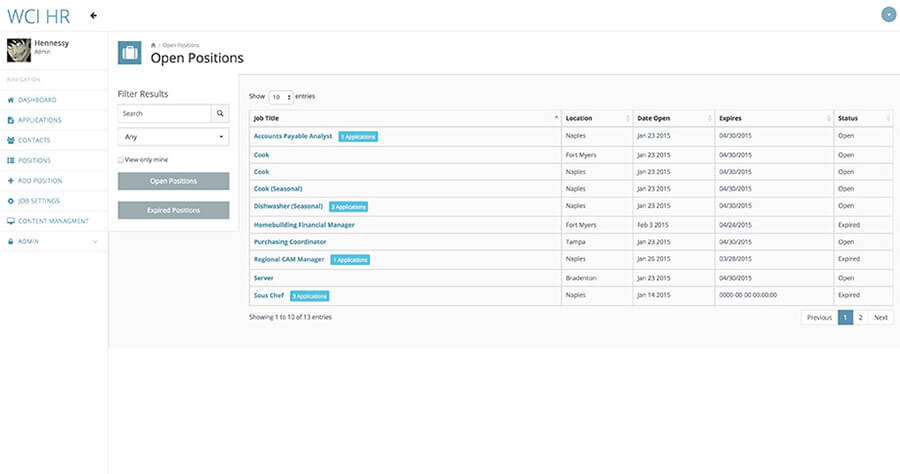 WCI HR
Hennessy
Admin
NAVIGATION
DASHBOARD
APPLICATIONS
CONTACTS
POSITIONS
ADD POSITION
JOB SETTINGS
CONTENT MANAGMENT
ADMIN
/ Open Positions
Open Positions
Filter Results
Search
Any
View only mine
Open Positions
Expired Positions
Show 10 entries
Job Title Location Date Open Expires Status
Accounts Payable Analyst 1 Applications Naples Jan 23 2015 04/30/2015 Open
Cook Fort Myers Jan 23 2015 04/30/2015 Open
Cook Naples Jan 23 2015 04/30/2015 Open
Cook (Seasonal) Naples Jan 23 2015 04/30/2015 Open
Dishwasher (Seasonal) 3 Applications Naples Jan 23 2015 04/30/2015 Open
Homebuilding Financial Manager Fort Myers Feb 3 2015 04/24/2015 Expired
Purchasing Coordinator Tampa Jan 23 2015 04/30/2015 Open
Regional CAM Manager 1 Applications Naples Jan 26 2015 03/28/2015 Expired
Server Bradenton Jan 23 2015 04/30/2015 Open
Sous Chef 3 Applications Naples Jan 14 2015 0000-00-00 00:00:00 Expired
Showing 1 to 10 of 13 entries
Previous 1 2 Next